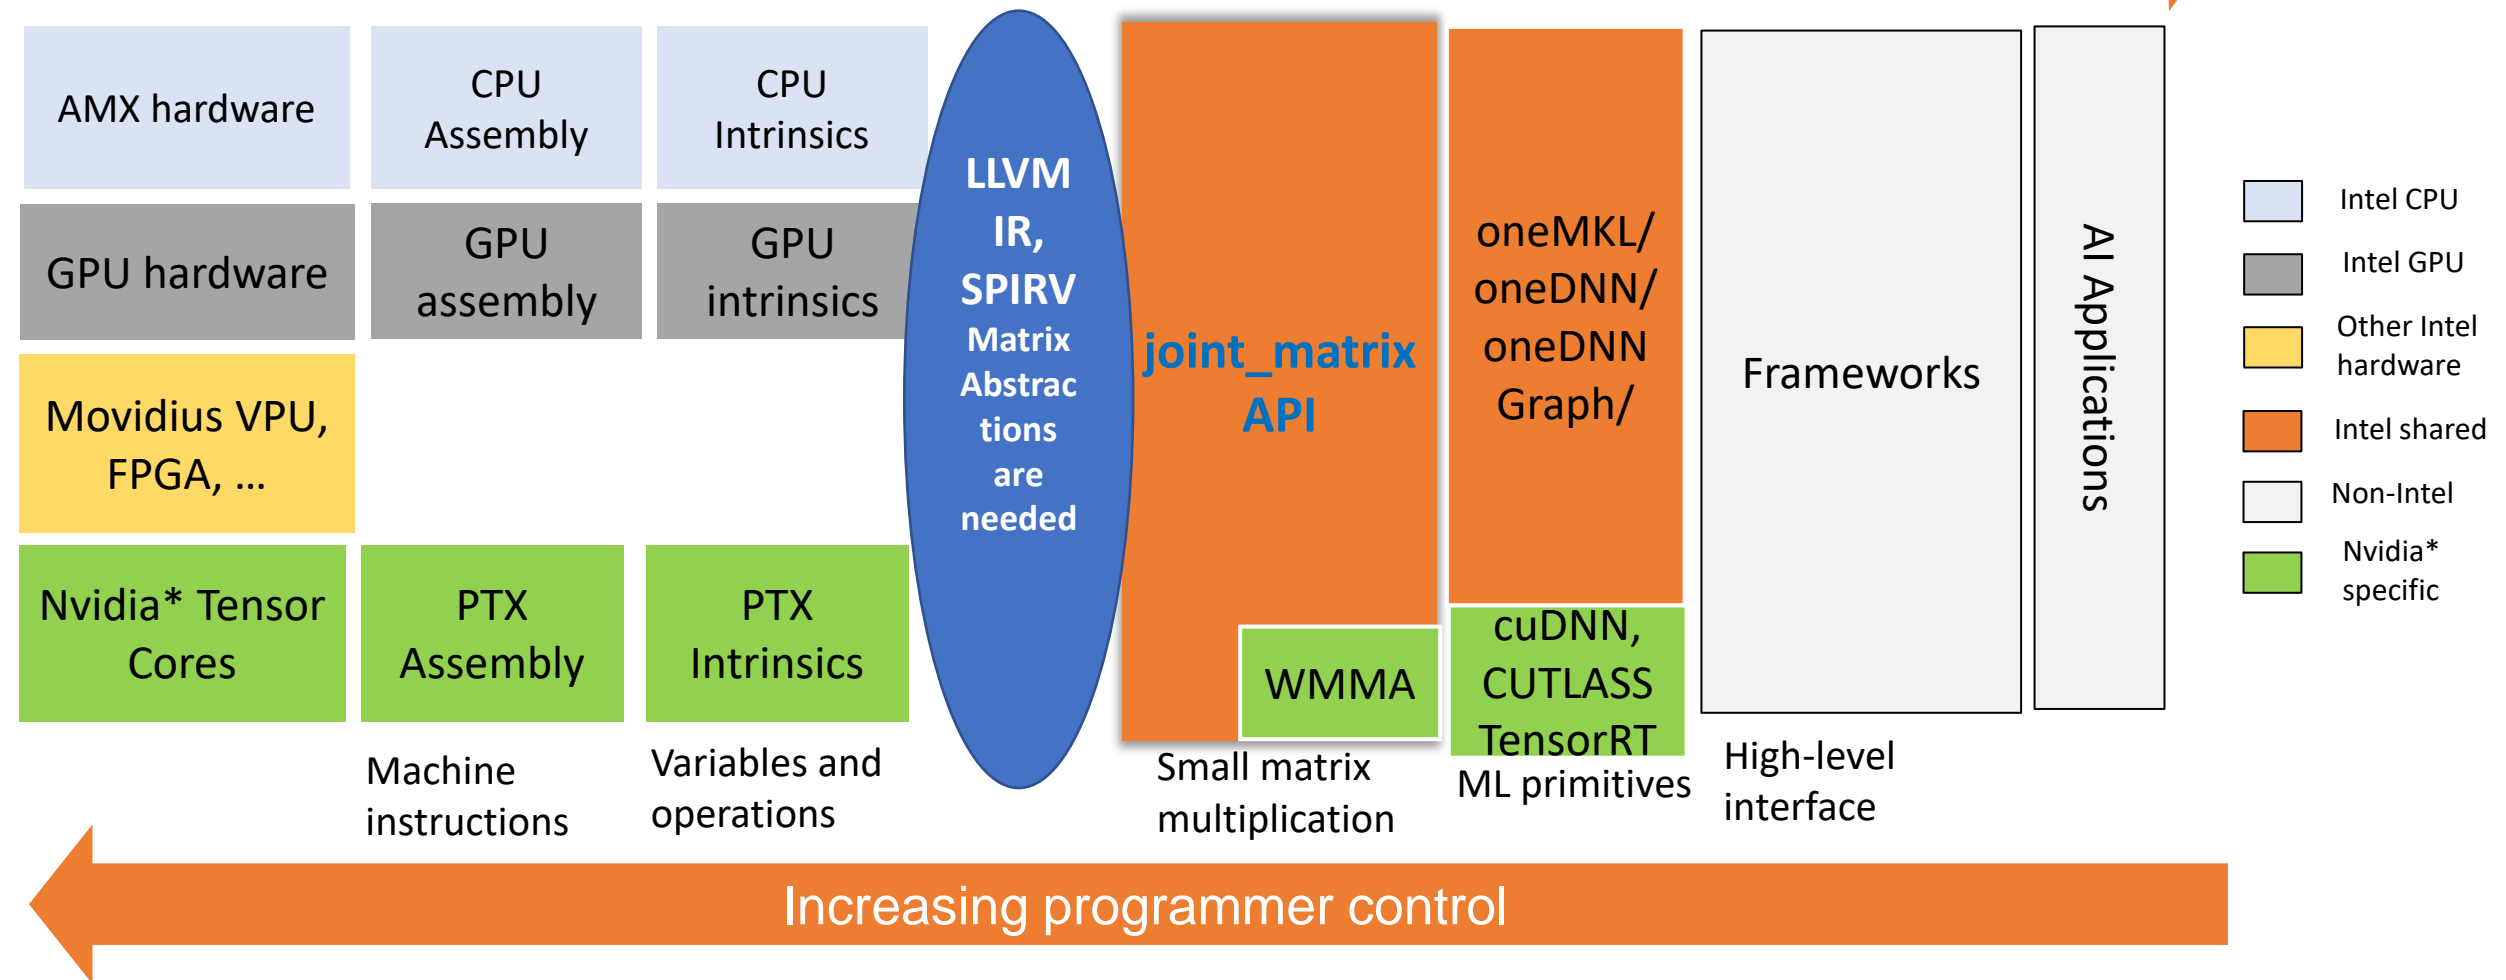 AMX hardware
CPU
Assembly
CPU
Intrinsics
GPU hardware
GPU
assembly
GPU
intrinsics
Movidius VPU,
FPGA, ...
Nvidia* Tensor
Cores
PTX
Assembly
PTX
Intrinsics
LLVM
IR,
SPIRV
Matrix
Abstrac
tions
are
needed
joint_matrix
API
WMMA
oneMKL/
oneDNN/
oneDNN
Graph/
cuDNN,
CUTLASS
TensorRT
Frameworks
AI Applications
Intel CPU
Intel GPU
Other Intel
hardware
Intel shared
Non-Intel
Nvidia*
specific
Machine
instructions
Variables and
operations
Small matrix
multiplication
ML primitives
High-level
interface
Increasing programmer control